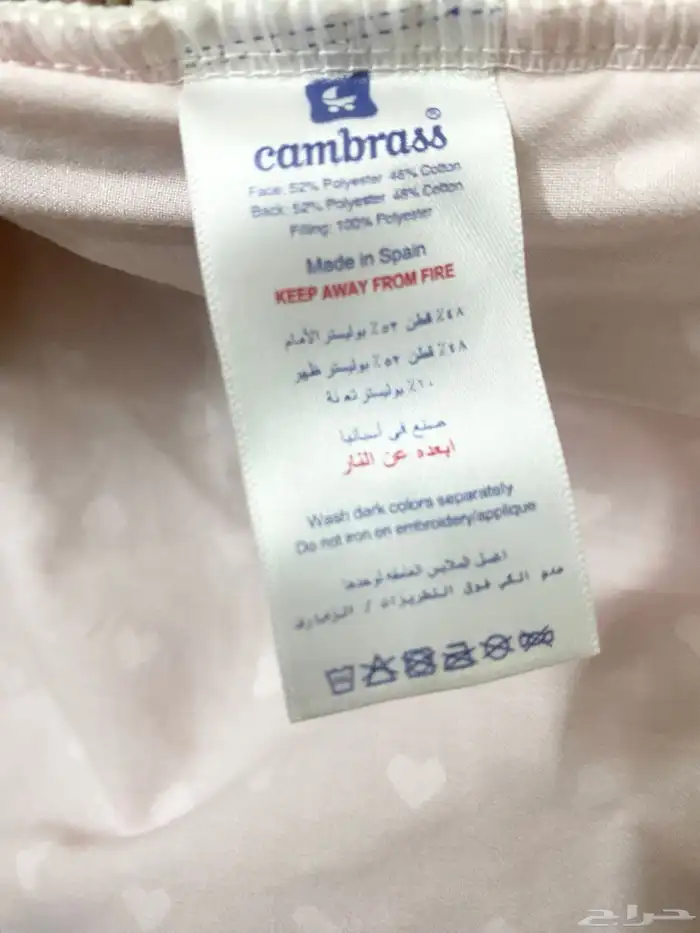 cambrass®
Face: 52% Polyester 48% Cotton
Back: 52% Polyester 48% Cotton
Filling: 100% Polyester
Made in Spain
KEEP AWAY FROM FIRE
٤٨٪ قطن ٥٢٪ بوليستر الأمام
٤٨٪ قطن ٥٢٪ بوليستر ظهر
بوليستر
صنع في أسبانيا
ابعده عن النار
Wash dark colors separately
Do not iron on embroidery/applique
اغسل الملابس الغامقه لوحدها
عدم الكي فوق التطريزات / الزخارف
حراج